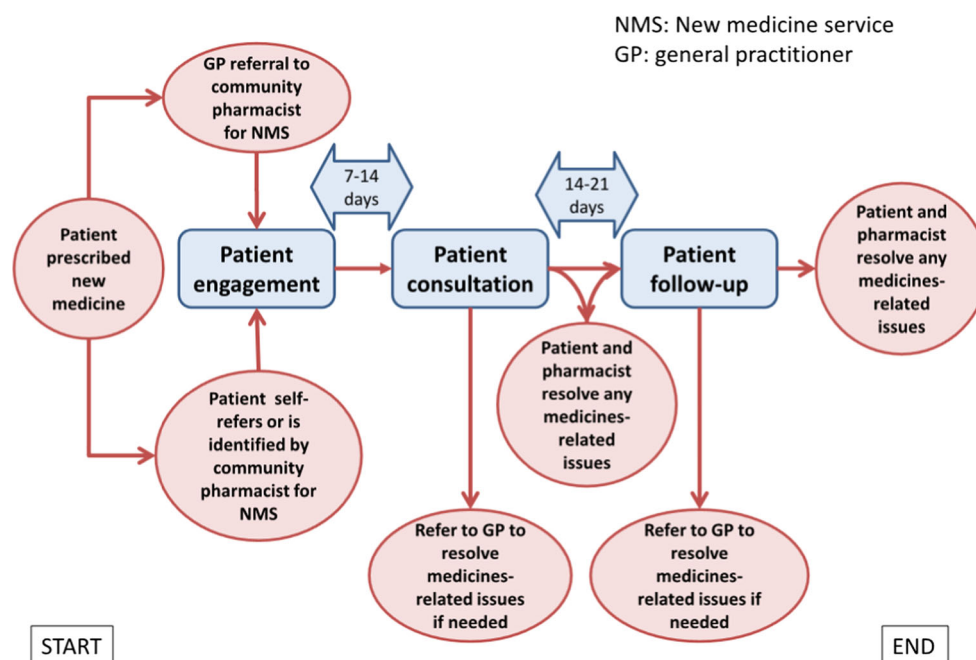 NMS: New medicine service
GP: general practitioner
GP referral to
community
pharmacist
for NMS
7-14
days
14-21
days
Patient
prescribed
new
medicine
Patient
engagement
Patient
consultation
Patient
follow-up
Patient and
pharmacist
resolve any
medicines-
related
issues
Patient self-
refers or is
identified by
community
pharmacist for
NMS
Patient and
pharmacist
resolve any
medicines-
related
issues
Refer to GP to
resolve
medicines-
related issues
if needed
Refer to GP to
resolve
medicines-
related issues if
needed
START
END